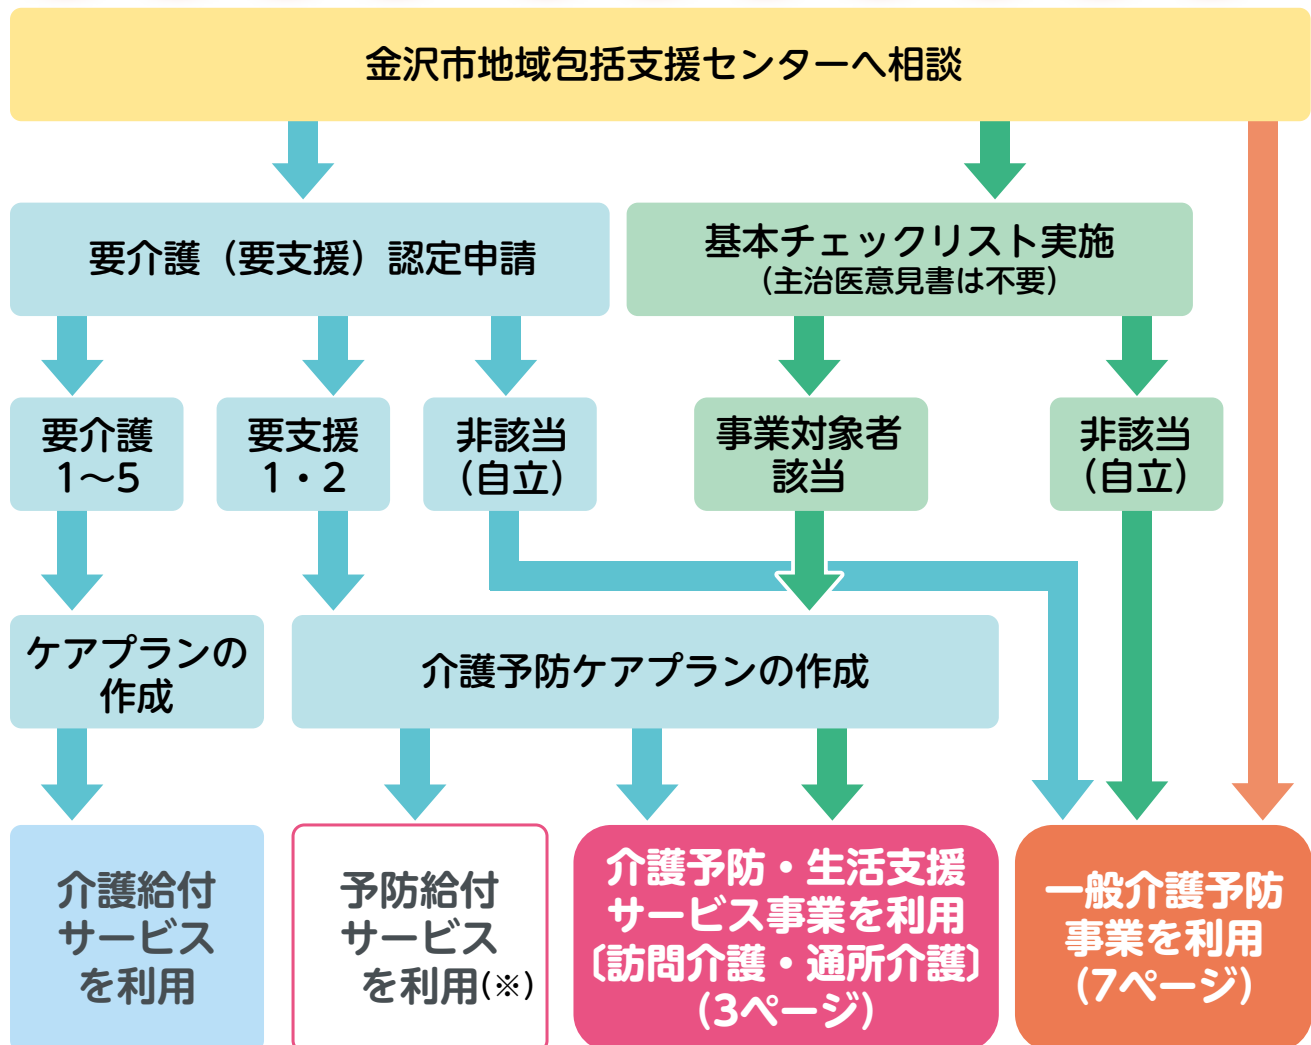 金沢市地域包括支援センターへ相談
要介護（要支援）認定申請
基本チェックリスト実施
（主治医意見書は不要）
要介護
1～5
要支援
1・2
非該当
（自立）
事業対象者
該当
非該当
（自立）
ケアプランの
作成
介護予防ケアプランの作成
介護給付
サービス
を利用
予防給付
サービス
を利用(※)
介護予防・生活支援
サービス事業を利用
〔訪問介護・通所介護〕
(3ページ)
一般介護予防
事業を利用
(7ページ)